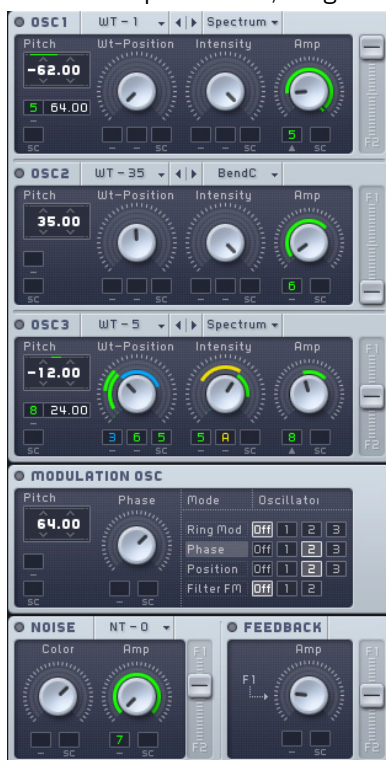 OSC1 WT-1 Spectrum
Pitch Wt-Position Intensity Amp
-62.00
5 64.00
5
SC SC SC SC F2
OSC2 WT-35 BendC
Pitch Wt-Position Intensity Amp F1
35.00
6
SC SC SC SC F2
OSC3 WT-5 Spectrum
Pitch Wt-Position Intensity Amp F1
-12.00
8 24.00
3 6 5 5 A 8
SC SC SC SC F2
MODULATION OSC
Pitch Phase Mode Oscillator
64.00
Ring Mod Off 1 2 3
Phase Off 1 2 3
Position Off 1 2 3
Filter FM Off 1 2
SC SC
NOISE NT-0 FEEDBACK
Color Amp F1 Amp F1
F1
7
SC SC F2 SC F2